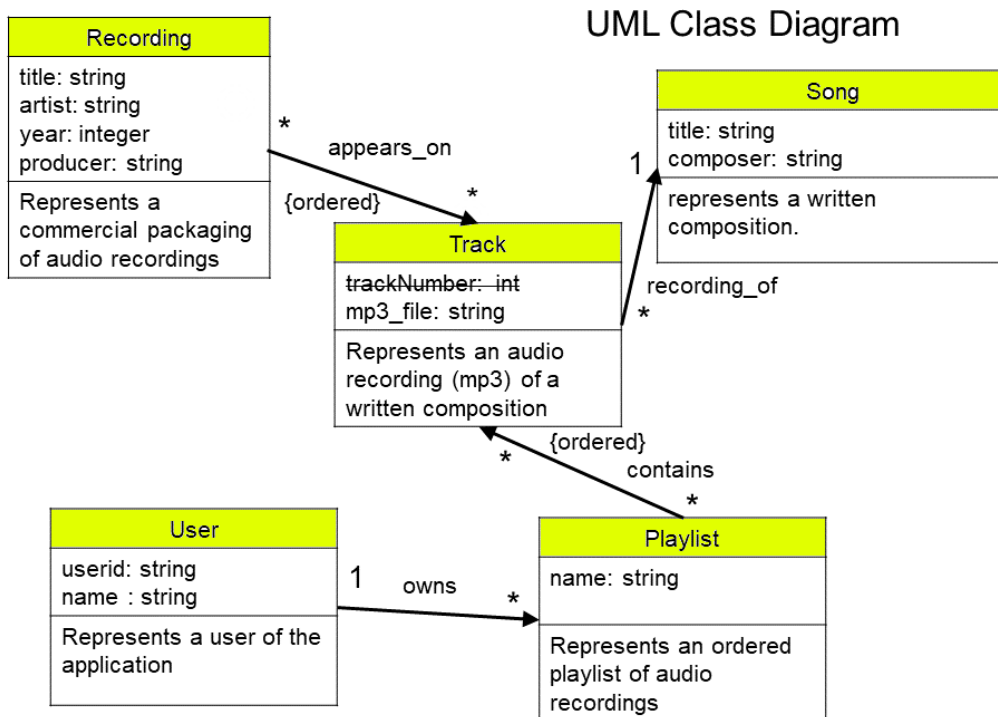 UML Class Diagram
Recording
title: string
artist: string
year: integer
producer: string
Represents a
commercial packaging
of audio recordings
*
appears_on
{ordered}
*
Song
title: string
composer: string
represents a written
composition.
1
recording_of
*
Track
trackNumber: int
mp3_file: string
Represents an audio
recording (mp3) of a
written composition
{ordered}
*
contains
*
User
userid: string
name : string
Represents a user of the
application
1
owns
*
Playlist
name: string
Represents an ordered
playlist of audio
recordings